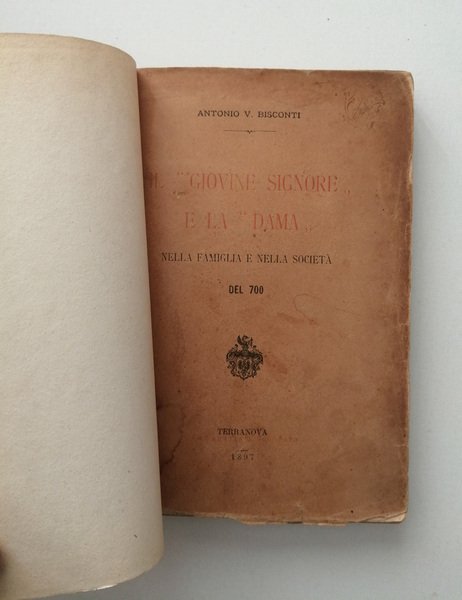 ANTONIO V. BISCONTI
IL "GIOVINE SIGNORE„
E LA "DAMA„
NELLA FAMIGLIA E NELLA SOCIETÀ
DEL 700
TERRANOVA
1897